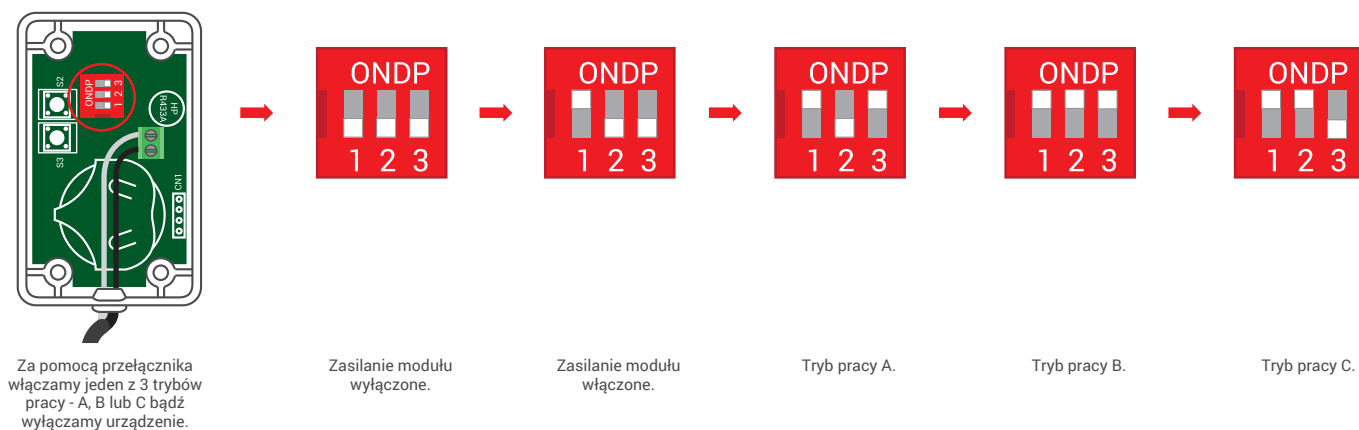 S2
S3
ONDP
1 2 3
HP
R433A
CN1
ONDP
1 2 3
ONDP
1 2 3
ONDP
1 2 3
ONDP
1 2 3
ONDP
1 2 3
Za pomocą przełącznika
włączamy jeden z 3 trybów
pracy - A, B lub C bądź
wyłączamy urządzenie.
Zasilanie modułu
wyłączone.
Zasilanie modułu
włączone.
Tryb pracy A.
Tryb pracy B.
Tryb pracy C.